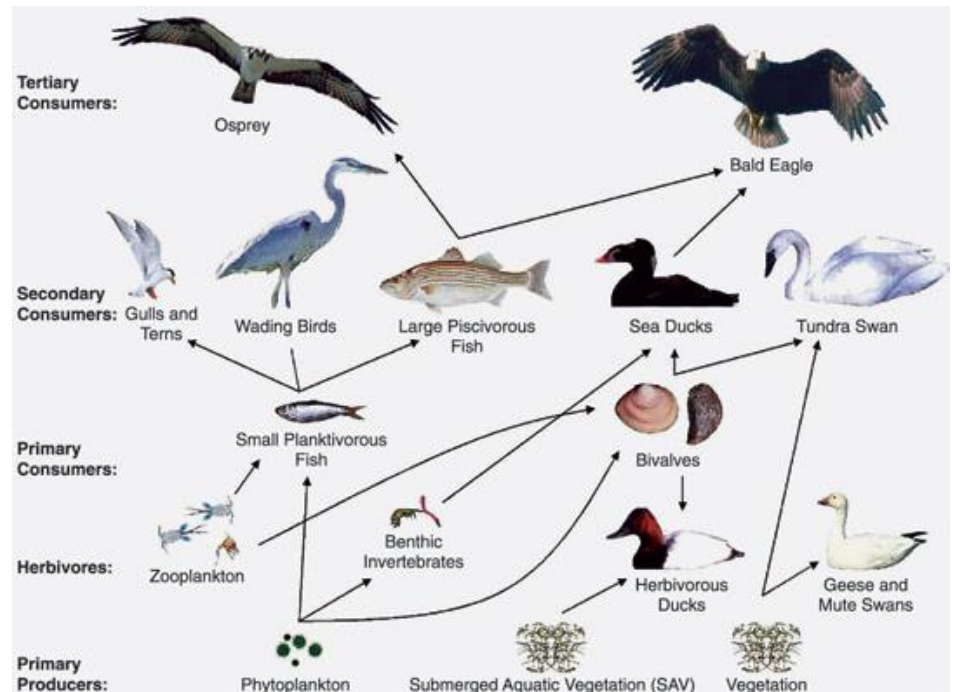 Tertiary
Consumers:
Osprey
Bald Eagle
Secondary
Consumers:
Gulls and
Terns
Wading Birds
Large Piscivorous
Fish
Sea Ducks
Tundra Swan
Primary
Consumers:
Small Planktivorous
Fish
Bivalves
Herbivores:
Zooplankton
Benthic
Invertebrates
Herbivorous
Ducks
Geese and
Mute Swans
Primary
Producers:
Phytoplankton
Submerged Aquatic Vegetation (SAV)
Vegetation